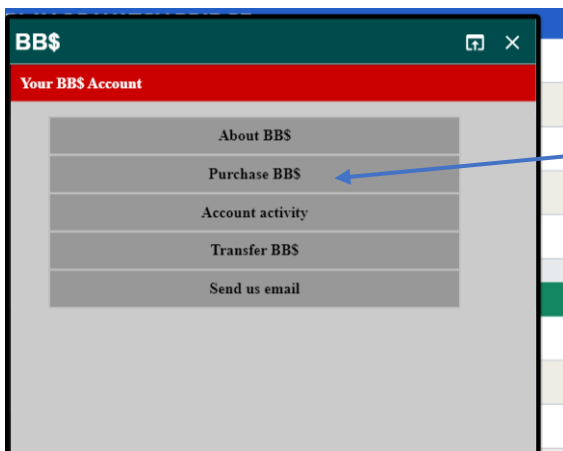 BB$
Your BB$ Account
About BB$
Purchase BB$
Account activity
Transfer BB$
Send us email